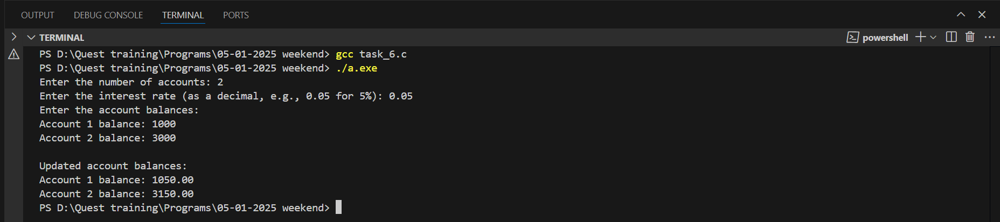 OUTPUT DEBUG CONSOLE TERMINAL PORTS
TERMINAL powershell
PS D:\Quest training\Programs\05-01-2025 weekend> gcc task_6.c
PS D:\Quest training\Programs\05-01-2025 weekend> ./a.exe
Enter the number of accounts: 2
Enter the interest rate (as a decimal, e.g., 0.05 for 5%): 0.05
Enter the account balances:
Account 1 balance: 1000
Account 2 balance: 3000
Updated account balances:
Account 1 balance: 1050.00
Account 2 balance: 3150.00
PS D:\Quest training\Programs\05-01-2025 weekend>